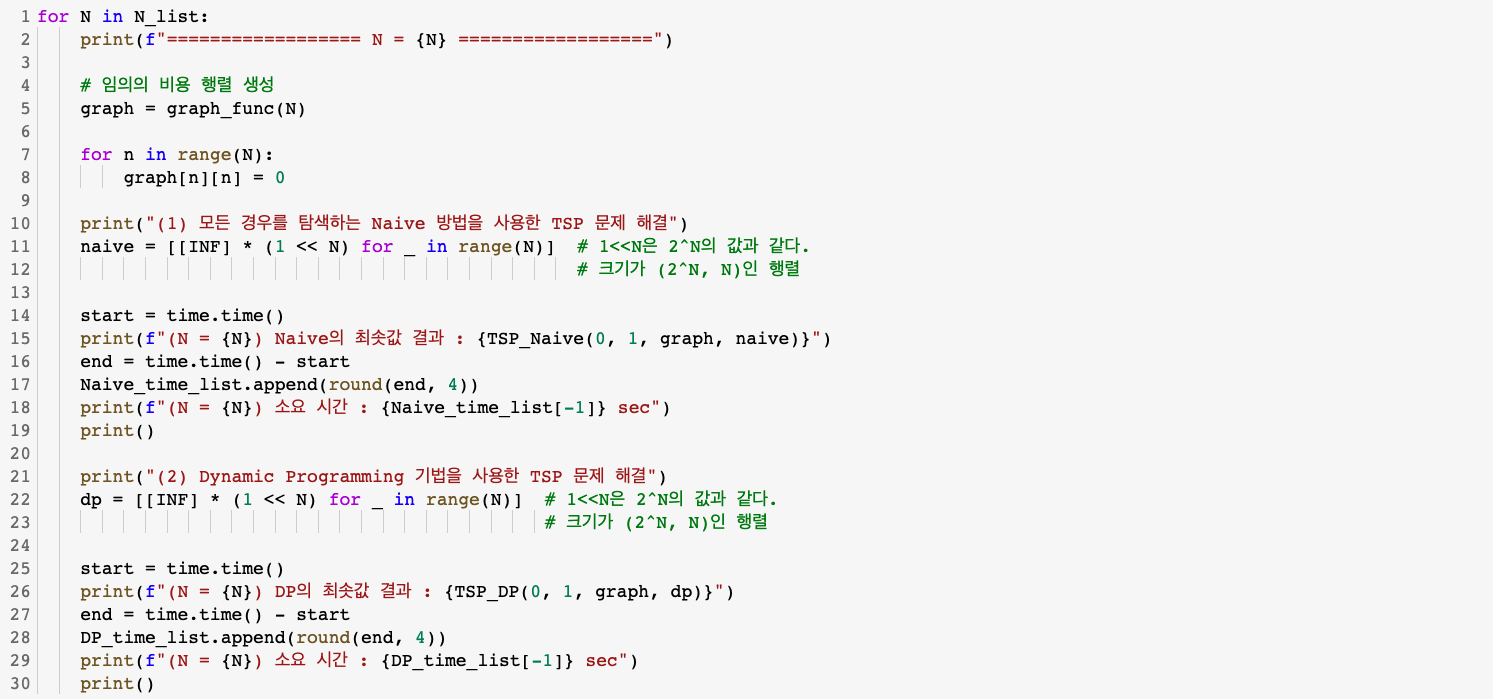 1 for N in N_list:
2     print(f"================== N = {N} ==================")
3
4     # 임의의 비용 행렬 생성
5     graph = graph_func(N)
6
7     for n in range(N):
8         graph[n][n] = 0
9
10     print("(1) 모든 경우를 탐색하는 Naive 방법을 사용한 TSP 문제 해결")
11     naive = [[INF] * (1 << N) for _ in range(N)]  # 1<<N은 2^N의 값과 같다.
12                                                   # 크기가 (2^N, N)인 행렬
13
14     start = time.time()
15     print(f"(N = {N}) Naive의 최솟값 결과 : {TSP_Naive(0, 1, graph, naive)}")
16     end = time.time() - start
17     Naive_time_list.append(round(end, 4))
18     print(f"(N = {N}) 소요 시간 : {Naive_time_list[-1]} sec")
19     print()
20
21     print("(2) Dynamic Programming 기법을 사용한 TSP 문제 해결")
22     dp = [[INF] * (1 << N) for _ in range(N)]  # 1<<N은 2^N의 값과 같다.
23                                                # 크기가 (2^N, N)인 행렬
24
25     start = time.time()
26     print(f"(N = {N}) DP의 최솟값 결과 : {TSP_DP(0, 1, graph, dp)}")
27     end = time.time() - start
28     DP_time_list.append(round(end, 4))
29     print(f"(N = {N}) 소요 시간 : {DP_time_list[-1]} sec")
30     print()